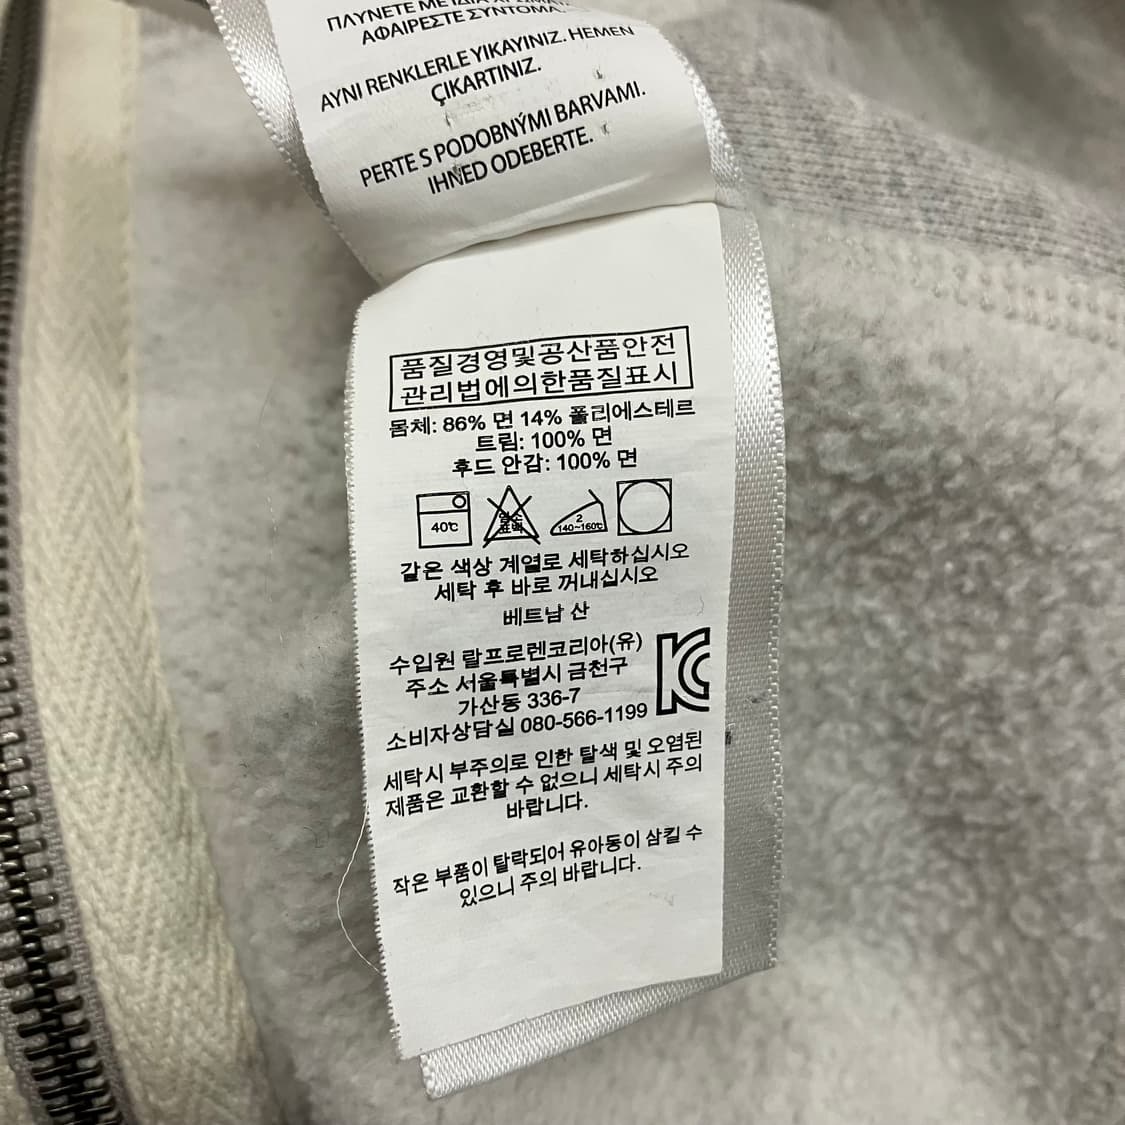 ΠΛΥΝΕΤΕ ΜΕ ΙΔΙΑ
ΑΦΑΙΡΕΣΤΕ ΣΥΝΤΟΜΑ.
AYNI RENKLERLE YIKAYINIZ. HEMEN
ÇIKARTINIZ.
PERTE S PODOBNÝMI BARVAMI.
IHNED ODEBERTE.
품질경영및공산품안전
관리법에의한품질표시
몸체: 86% 면 14% 폴리에스테르
트림: 100% 면
후드 안감: 100% 면
40℃ 염소 표백 2 140~160℃
같은 색상 계열로 세탁하십시오
세탁 후 바로 꺼내십시오
베트남 산
수입원 랄프로렌코리아(유)
주소 서울특별시 금천구
가산동 336-7
소비자상담실 080-566-1199
KC
세탁시 부주의로 인한 탈색 및 오염된
제품은 교환할 수 없으니 세탁시 주의
바랍니다.
작은 부품이 탈락되어 유아동이 삼킬 수
있으니 주의 바랍니다.